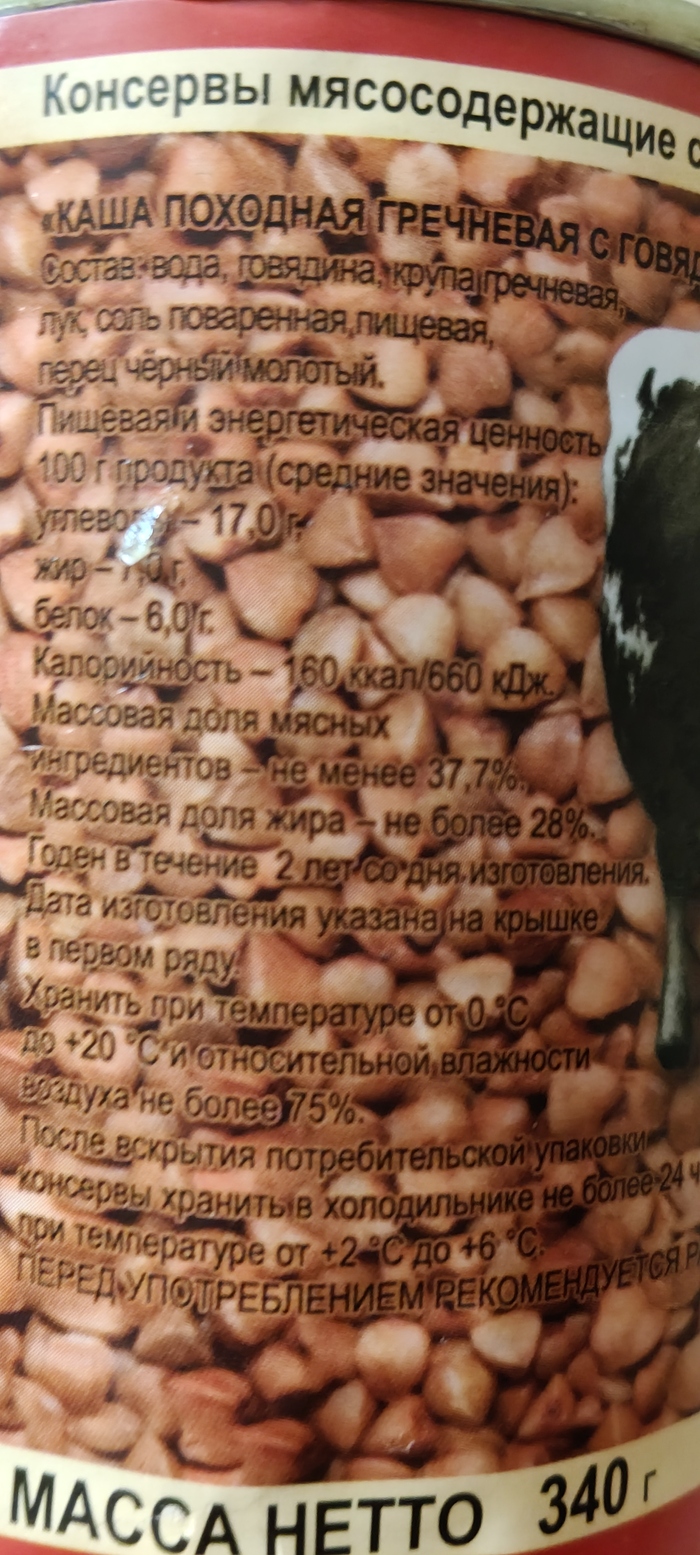 Консервы мясосодержащие с
«КАША ПОХОДНАЯ ГРЕЧНЕВАЯ С ГОВЯД
Состав: вода, говядина, крупа гречневая,
лук, соль поваренная пищевая,
перец чёрный молотый.
Пищевая и энергетическая ценность
100 г продукта (средние значения):
– 17,0 г,
жир –
белок – 6,0 г.
Калорийность – 160 ккал/660 кДж.
Массовая доля мясных
ингредиентов – не менее 37,7%.
Массовая доля жира – не более 28%.
Годен в течение 2 лет со дня изготовления.
Дата изготовления указана на крышке
в первом ряду.
Хранить при температуре от 0 °С
до +20 °С и относительной влажности
воздуха не более 75%.
После вскрытия потребительской упаковки
консервы хранить в холодильнике не более 24 ч
при температуре от +2 °С до +6 °С.
ПЕРЕД УПОТРЕБЛЕНИЕМ РЕКОМЕНДУЕТСЯ Р
МАССА НЕТТО 340 г